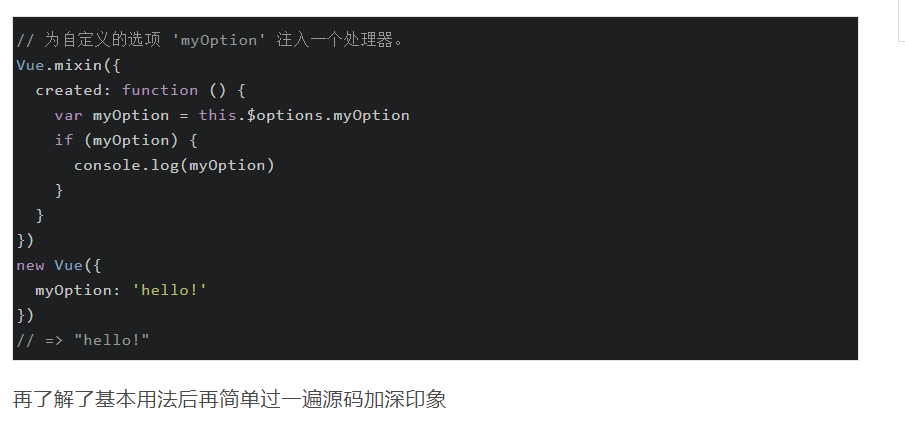 // 为自定义的选项 'myOption' 注入一个处理器。
Vue.mixin({
  created: function () {
    var myOption = this.$options.myOption
    if (myOption) {
      console.log(myOption)
    }
  }
})
new Vue({
  myOption: 'hello!'
})
// => "hello!"
再了解了基本用法后再简单过一遍源码加深印象